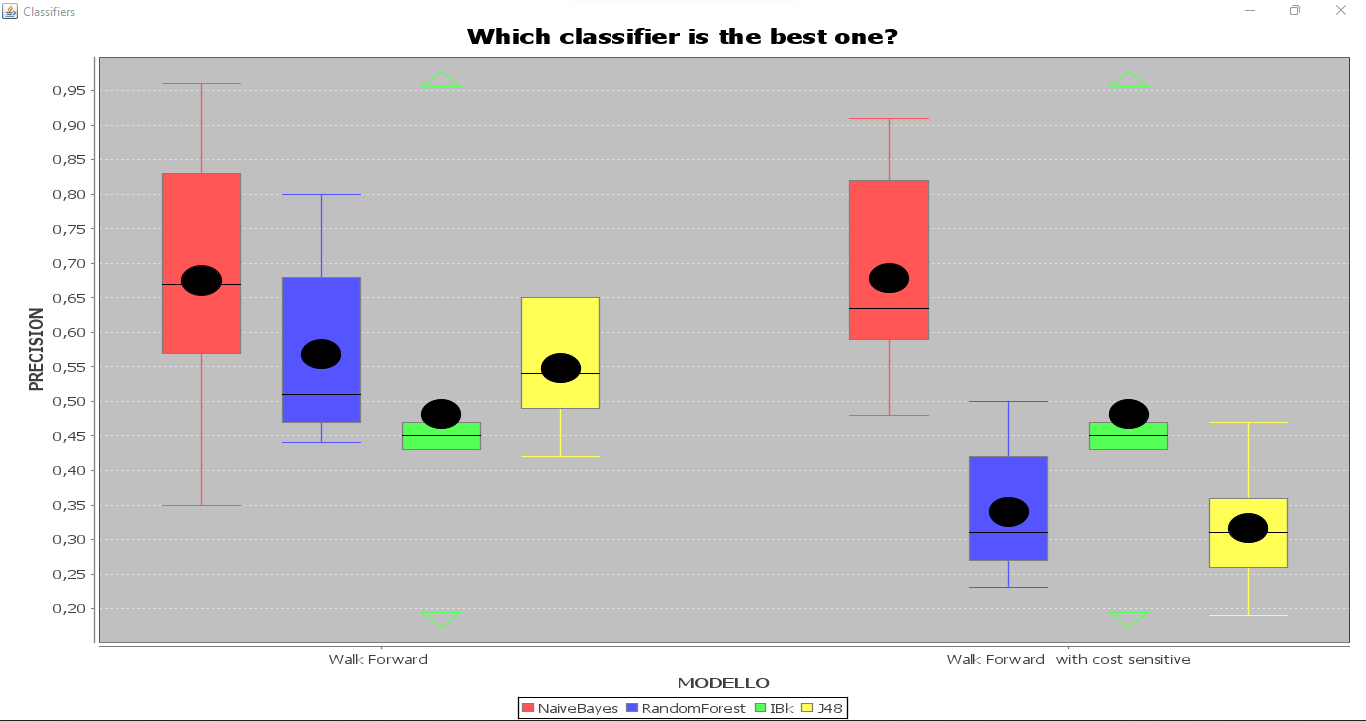 Classifiers
Which classifier is the best one?
0,95
0,90
0,85
0,80
0,75
0,70
0,65
0,60
0,55
0,50
0,45
0,40
0,35
0,30
0,25
0,20
PRECISION
Walk Forward
Walk Forward with cost sensitive
MODELLO
NaiveBayes RandomForest IBk J48